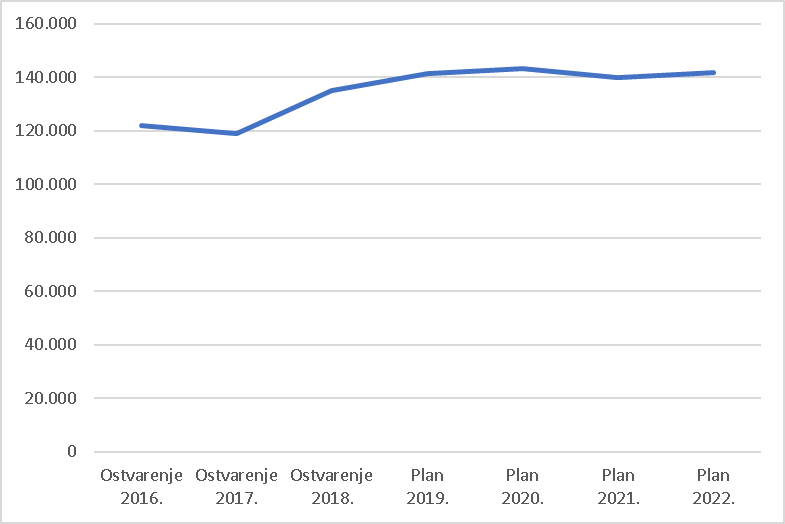 160.000
140.000
120.000
100.000
80.000
60.000
40.000
20.000
0
Ostvarenje 2016.
Ostvarenje 2017.
Ostvarenje 2018.
Plan 2019.
Plan 2020.
Plan 2021.
Plan 2022.